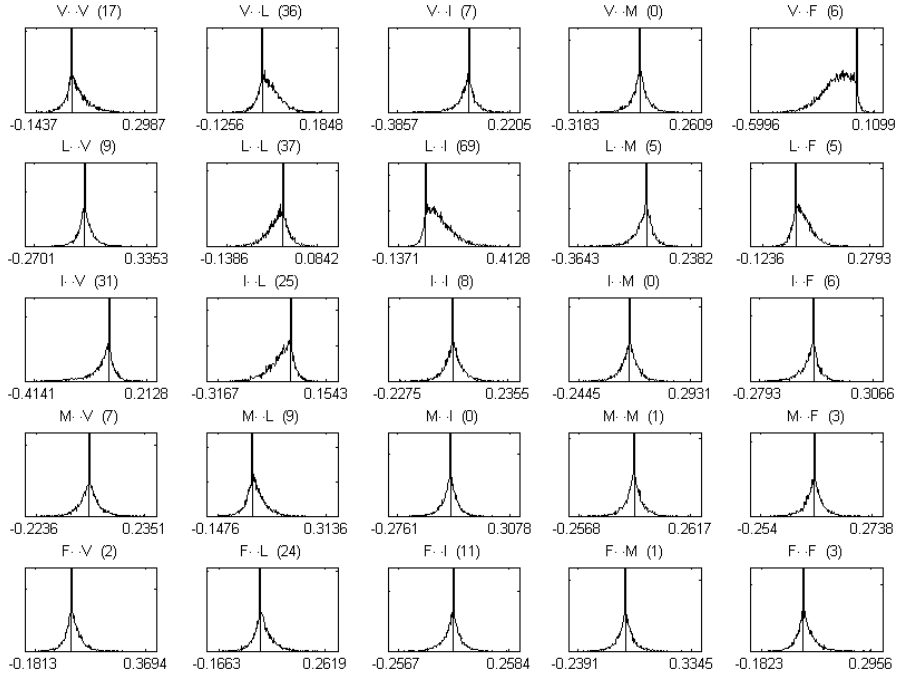 V··V (17) V··L (36) V··I (7) V··M (0) V··F (6)
-0.1437 0.2987 -0.1256 0.1848 -0.3857 0.2205 -0.3183 0.2609 -0.5996 0.1099
L··V (9) L··L (37) L··I (69) L··M (5) L··F (5)
-0.2701 0.3353 -0.1386 0.0842 -0.1371 0.4128 -0.3643 0.2382 -0.1236 0.2793
I··V (31) I··L (25) I··I (8) I··M (0) I··F (6)
-0.4141 0.2128 -0.3167 0.1543 -0.2275 0.2355 -0.2445 0.2931 -0.2793 0.3066
M··V (7) M··L (9) M··I (0) M··M (1) M··F (3)
-0.2236 0.2351 -0.1476 0.3136 -0.2761 0.3078 -0.2568 0.2617 -0.254 0.2738
F··V (2) F··L (24) F··I (11) F··M (1) F··F (3)
-0.1813 0.3694 -0.1663 0.2619 -0.2567 0.2584 -0.2391 0.3345 -0.1823 0.2956